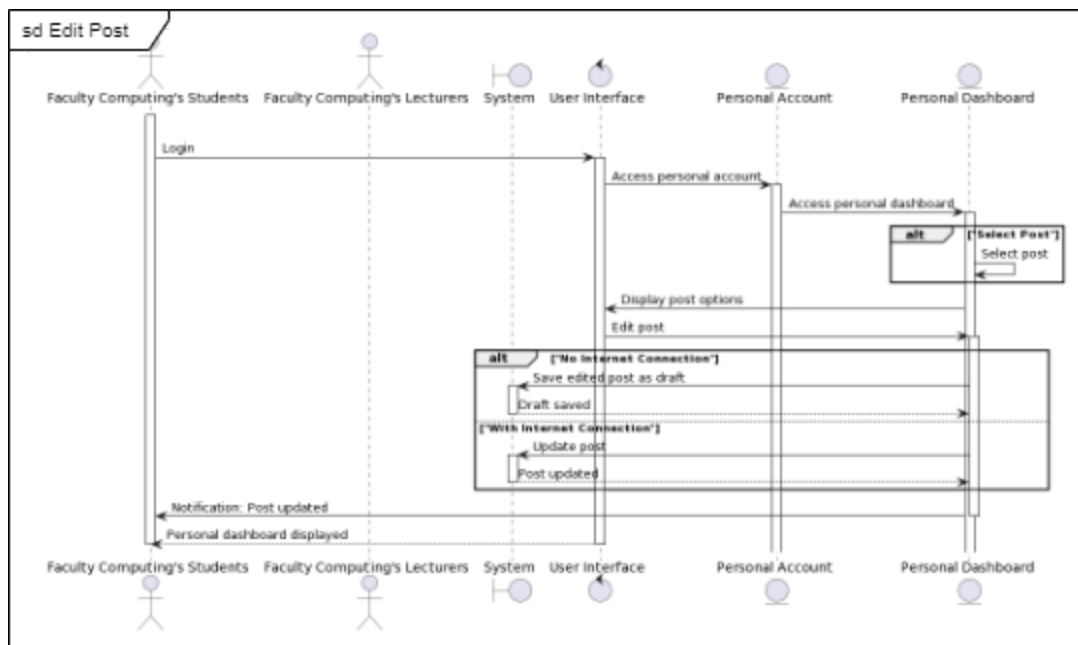 sd Edit Post
Faculty Computing's Students Faculty Computing's Lecturers System User Interface Personal Account Personal Dashboard
Login
Access personal account
Access personal dashboard
alt ["Select Post"]
Select post
Display post options
Edit post
alt ["No Internet Connection"]
Save edited post as draft
Draft saved
["With Internet Connection"]
Update post
Post updated
Notification: Post updated
Personal dashboard displayed
Faculty Computing's Students Faculty Computing's Lecturers System User Interface Personal Account Personal Dashboard